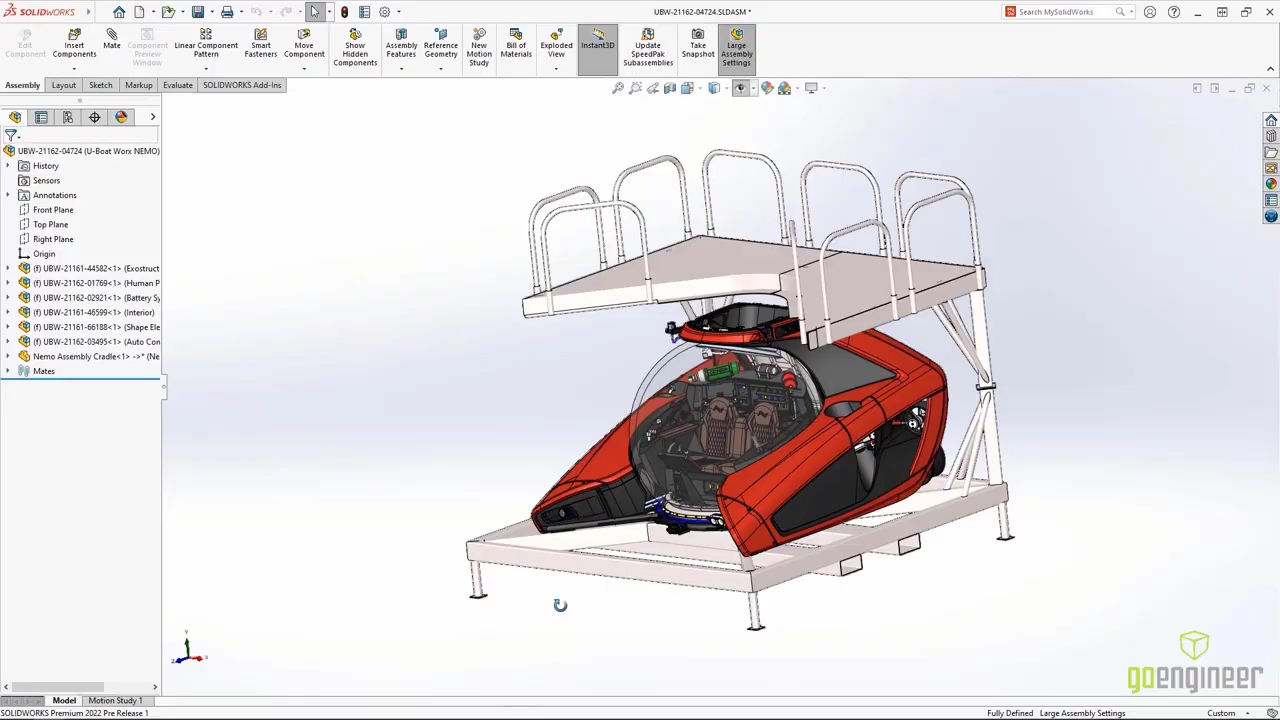 SOLIDWORKS
UBW-21162-04724.SLDASM *
Search MySolidWorks
Edit Component
Insert Components
Mate
Component Preview Window
Linear Component Pattern
Smart Fasteners
Move Component
Show Hidden Components
Assembly Features
Reference Geometry
New Motion Study
Bill of Materials
Exploded View
Instant3D
Update SpeedPak Subassemblies
Take Snapshot
Large Assembly Settings
Assembly
Layout
Sketch
Markup
Evaluate
SOLIDWORKS Add-Ins
UBW-21162-04724 (U-Boat Worx NEMO)
History
Sensors
Annotations
Front Plane
Top Plane
Right Plane
Origin
(f) UBW-21161-44582<1> (Exostruct
(f) UBW-21162-01769<1> (Human P
(f) UBW-21162-02921<1> (Battery Sy
(f) UBW-21161-46599<1> (Interior)
(f) UBW-21161-66188<1> (Shape Ele
(f) UBW-21162-03495<1> (Auto Con
Nemo Assembly Cradle<1> ->* (Ne
Mates
Y
Z
X
goengineer
Model
Motion Study 1
SOLIDWORKS Premium 2022 Pre Release 1
Fully Defined
Large Assembly Settings
Custom